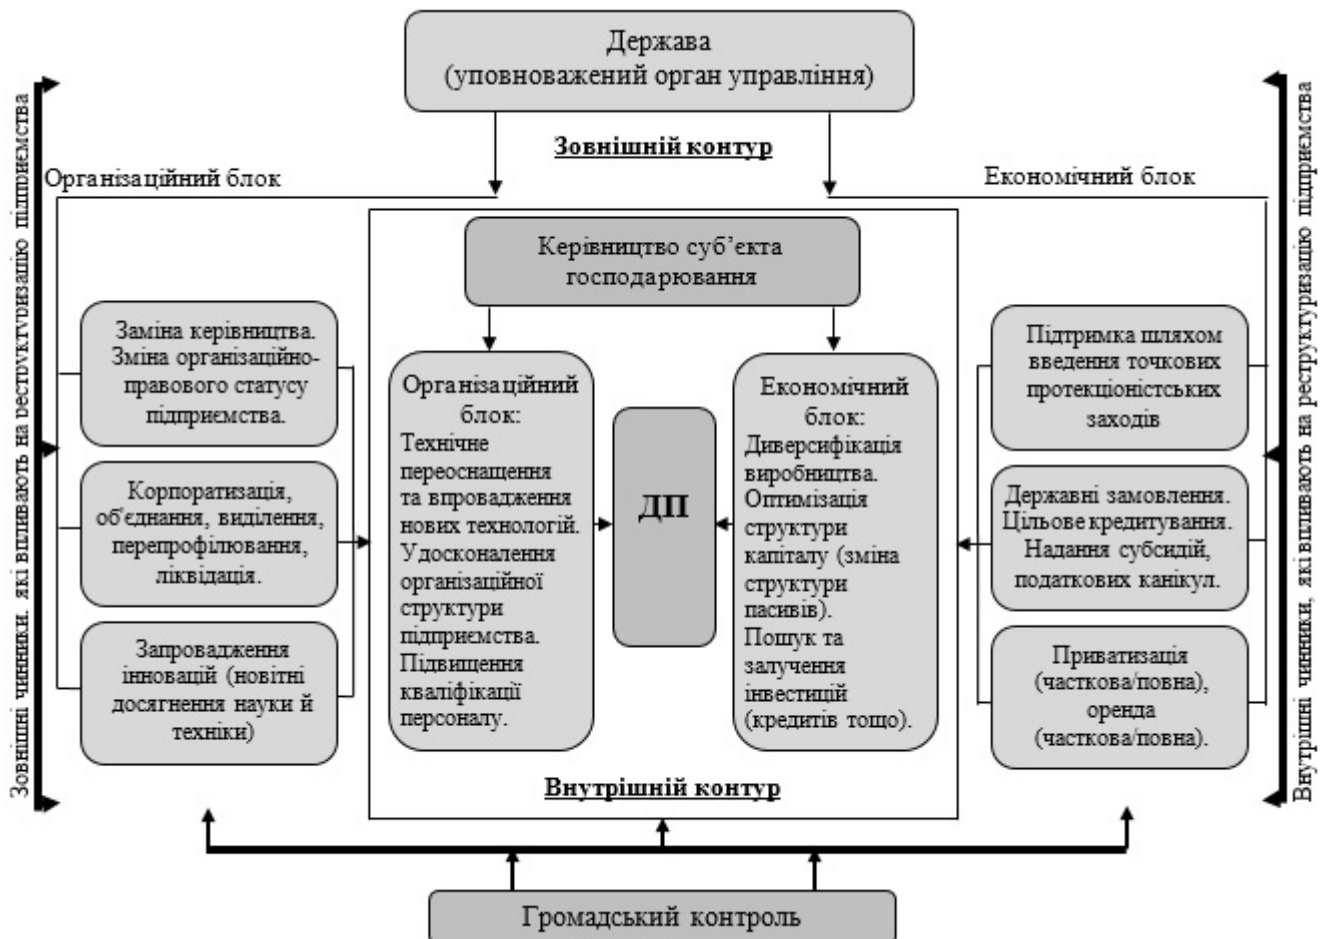 Держава
(уповноважений орган управління)
Зовнішній контур
Організаційний блок
Економічний блок
Зовнішні чинники, які впливають на реструктуризацію підприємства
Заміна керівництва.
Зміна організаційно-
правового статусу
підприємства.
Корпоратизація,
об'єднання, виділення,
перепрофілювання,
ліквідація.
Запровадження
інновацій (новітні
досягнення науки й
техніки)
Керівництво суб’єкта
господарювання
Організаційний
блок:
Технічне
переоснащення
та впровадження
нових технологій.
Удосконалення
організаційної
структури
підприємства.
Підвищення
кваліфікації
персоналу.
ДП
Економічний
блок:
Диверсифікація
виробництва.
Оптимізація
структури
капіталу (зміна
структури
пасивів).
Пошук та
залучення
інвестицій
(кредитів тощо).
Внутрішній контур
Підтримка шляхом
введення точкових
протекціоністських
заходів
Державні замовлення.
Цільове кредитування.
Надання субсидій,
податкових канікул.
Приватизація
(часткова/повна),
оренда
(часткова/повна).
Внутрішні чинники, які впливають на реструктуризацію підприємства
Громадський контроль